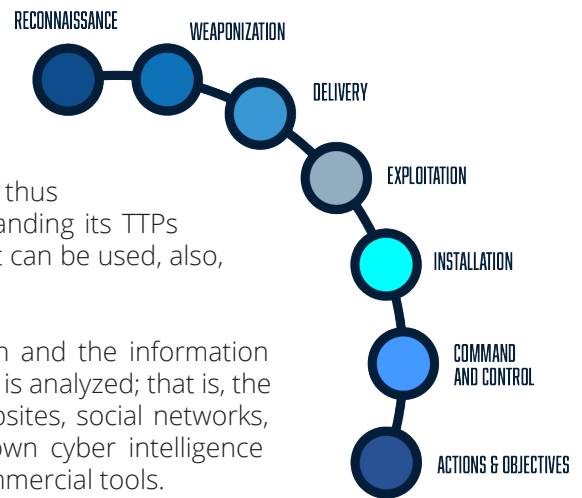 RECONNAISSANCE
WEAPONIZATION
DELIVERY
EXPLOITATION
INSTALLATION
COMMAND
AND CONTROL
ACTIONS & OBJECTIVES
thus
anding its TTPs
can be used, also,
and the information
is analyzed; that is, the
sites, social networks,
own cyber intelligence
mmercial tools.